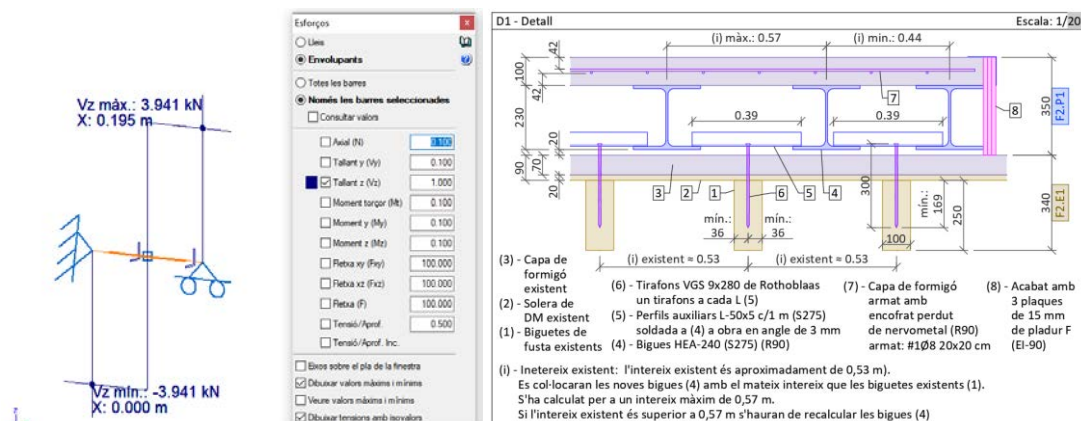 Vz màx.: 3.941 kN
X: 0.195 m
Vz mín.: -3.941 kN
X: 0.000 m
Esforços
Lleis
Envolupants
Totes les barres
Només les barres seleccionades
Consultar valors
Axial (N) 0.100
Tallant y (Vy) 0.100
Tallant z (Vz) 1.000
Moment torçor (Mt) 0.100
Moment y (My) 0.100
Moment z (Mz) 0.100
Fletxa xy (Fxy) 100.000
Fletxa xz (Fxz) 100.000
Fletxa (F) 100.000
Tensió/Aprof. 0.500
Tensió/Aprof. Inc.
Eixos sobre el pla de la finestra
Dibuixar valors màxims i mínims
Veure valors màxims i mínims
Dibuixar tensions amb isovalors
D1 - Detall Escala: 1/20
(i) màx.: 0.57 (i) min.: 0.44
42
100
42
230
20
90
70
20
0.39 0.39
7
8
350
F2.P1
3 2 1 6 5 4
300
mín.:
169
250
340
F2.E1
mín.: mín.:
36 36
100
(i) existent ≈ 0.53 (i) existent ≈ 0.53
(3) - Capa de
formigó
existent
(2) - Solera de
DM existent
(1) - Biguetes de
fusta existents
(6) - Tirafons VGS 9x280 de Rothoblaas
un tirafons a cada L (5)
(5) - Perfils auxiliars L-50x5 c/1 m (S275)
soldada a (4) a obra en angle de 3 mm
(4) - Bigues HEA-240 (S275) (R90)
(7) - Capa de formigó
armat amb
encofrat perdut
de nervometal (R90)
armat: #1Ø8 20x20 cm
(8) - Acabat amb
3 plaques
de 15 mm
de pladur F
(EI-90)
(i) - Inetereix existent: l'intereix existent és aproximadament de 0,53 m).
Es col·locaran les noves bigues (4) amb el mateix intereix que les biguetes existents (1).
S'ha calculat per a un intereix màxim de 0,57 m.
Si l'intereix existent és superior a 0,57 m s'hauran de recalcular les bigues (4)